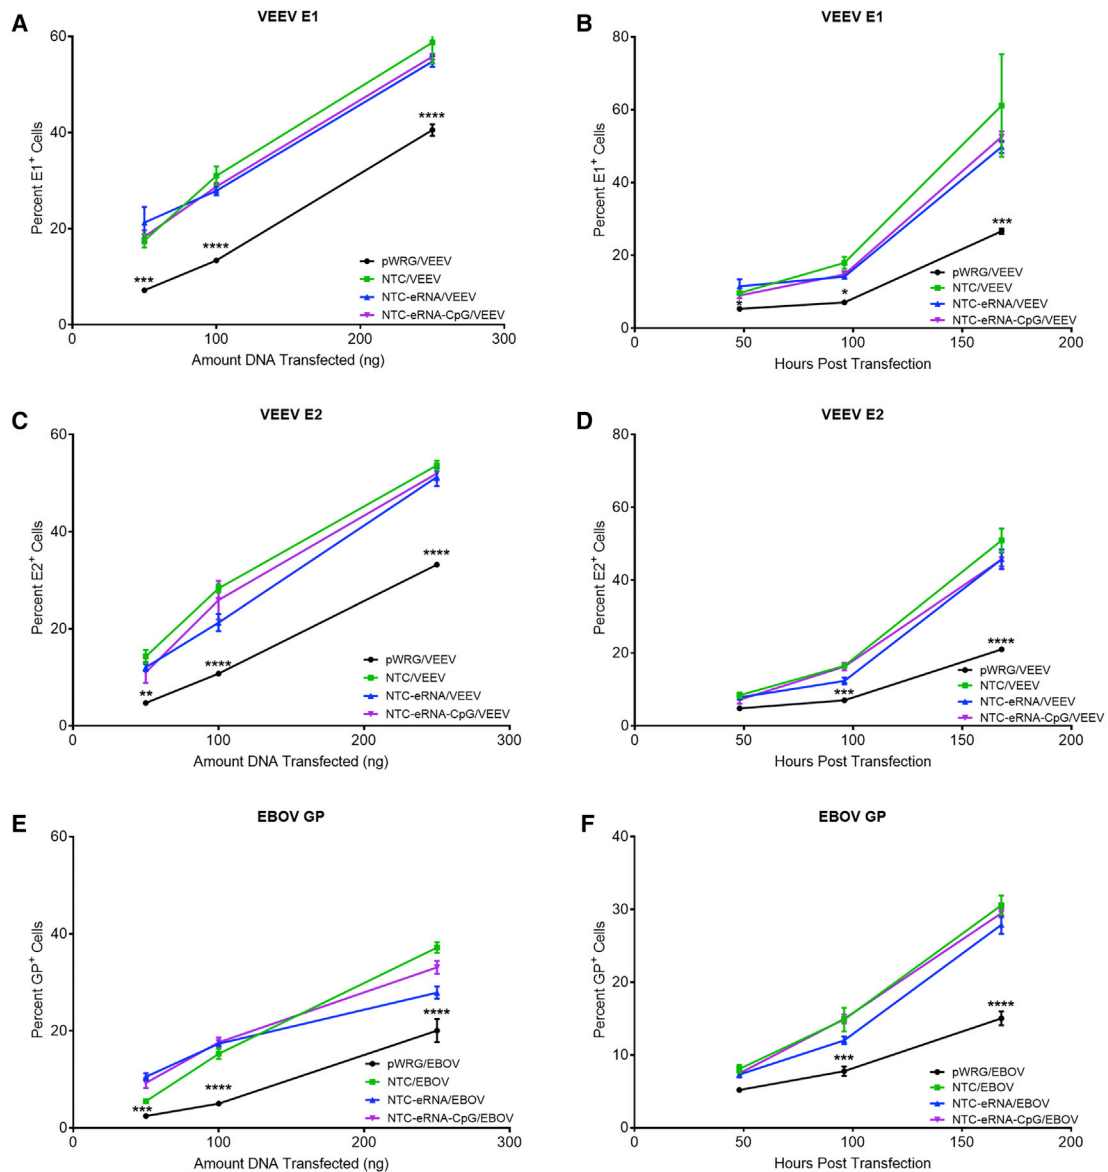 A
VEEV E1
Percent E1+ Cells
60
40
20
0
****
****
***
pWRG/VEEV
NTC/VEEV
NTC-eRNA/VEEV
NTC-eRNA-CpG/VEEV
0
100
200
300
Amount DNA Transfected (ng)
B
VEEV E1
Percent E1+ Cells
80
60
40
20
0
***
*
*
pWRG/VEEV
NTC/VEEV
NTC-eRNA/VEEV
NTC-eRNA-CpG/VEEV
0
50
100
150
200
Hours Post Transfection
C
VEEV E2
Percent E2+ Cells
60
40
20
0
****
****
**
pWRG/VEEV
NTC/VEEV
NTC-eRNA/VEEV
NTC-eRNA-CpG/VEEV
0
100
200
300
Amount DNA Transfected (ng)
D
VEEV E2
Percent E2+ Cells
80
60
40
20
0
****
***
pWRG/VEEV
NTC/VEEV
NTC-eRNA/VEEV
NTC-eRNA-CpG/VEEV
0
50
100
150
200
Hours Post Transfection
E
EBOV GP
Percent GP+ Cells
60
40
20
0
****
****
***
pWRG/EBOV
NTC/EBOV
NTC-eRNA/EBOV
NTC-eRNA-CpG/EBOV
0
100
200
300
Amount DNA Transfected (ng)
F
EBOV GP
Percent GP+ Cells
40
30
20
10
0
****
***
pWRG/EBOV
NTC/EBOV
NTC-eRNA/EBOV
NTC-eRNA-CpG/EBOV
0
50
100
150
200
Hours Post Transfection